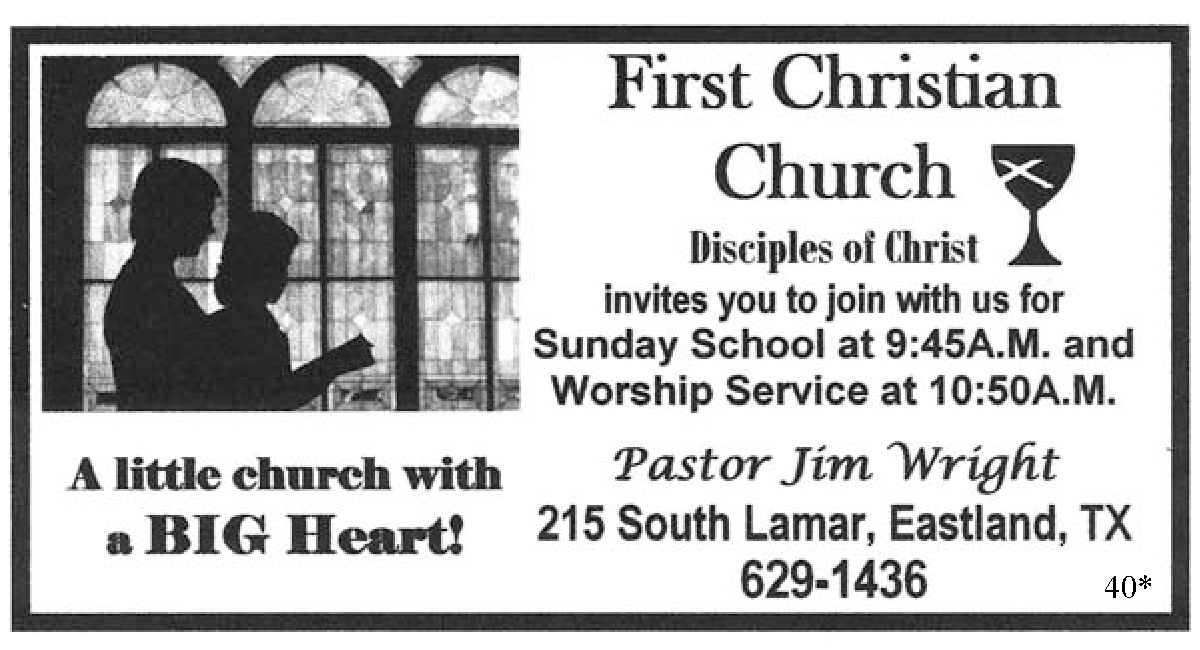 First Christian
Church
Disciples of Christ
invites you to join with us for
Sunday School at 9:45A.M. and
Worship Service at 10:50A.M.
Pastor Jim Wright
215 South Lamar, Eastland, TX
629-1436
40*
A little church with
a BIG Heart!